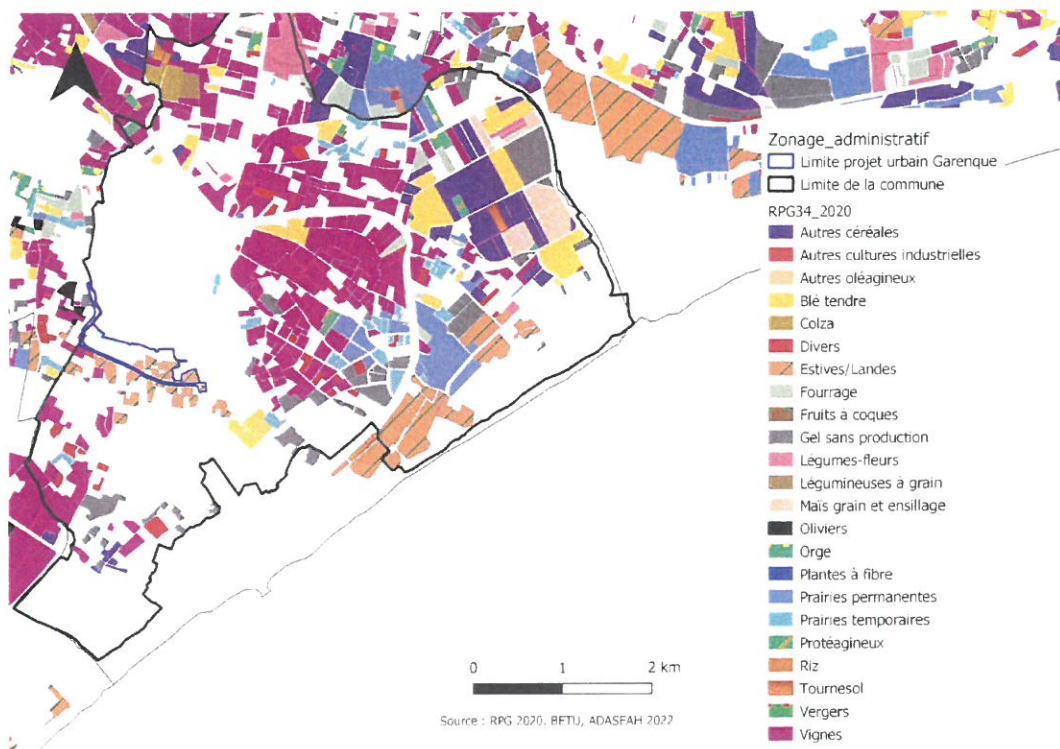 Zonage_administratif
Limite projet urbain Garenque
Limite de la commune
RPG34_2020
Autres céréales
Autres cultures industrielles
Autres oléagineux
Blé tendre
Colza
Divers
Estives/Landes
Fourrage
Fruits à coques
Gel sans production
Légumes-fleurs
Légumineuses à grain
Maïs grain et ensillage
Oliviers
Orge
Plantes à fibre
Prairies permanentes
Prairies temporaires
Protéagineux
Riz
Tournesol
Vergers
Vignes
0 1 2 km
Source : RPG 2020. BETU, ADASEAH 2022